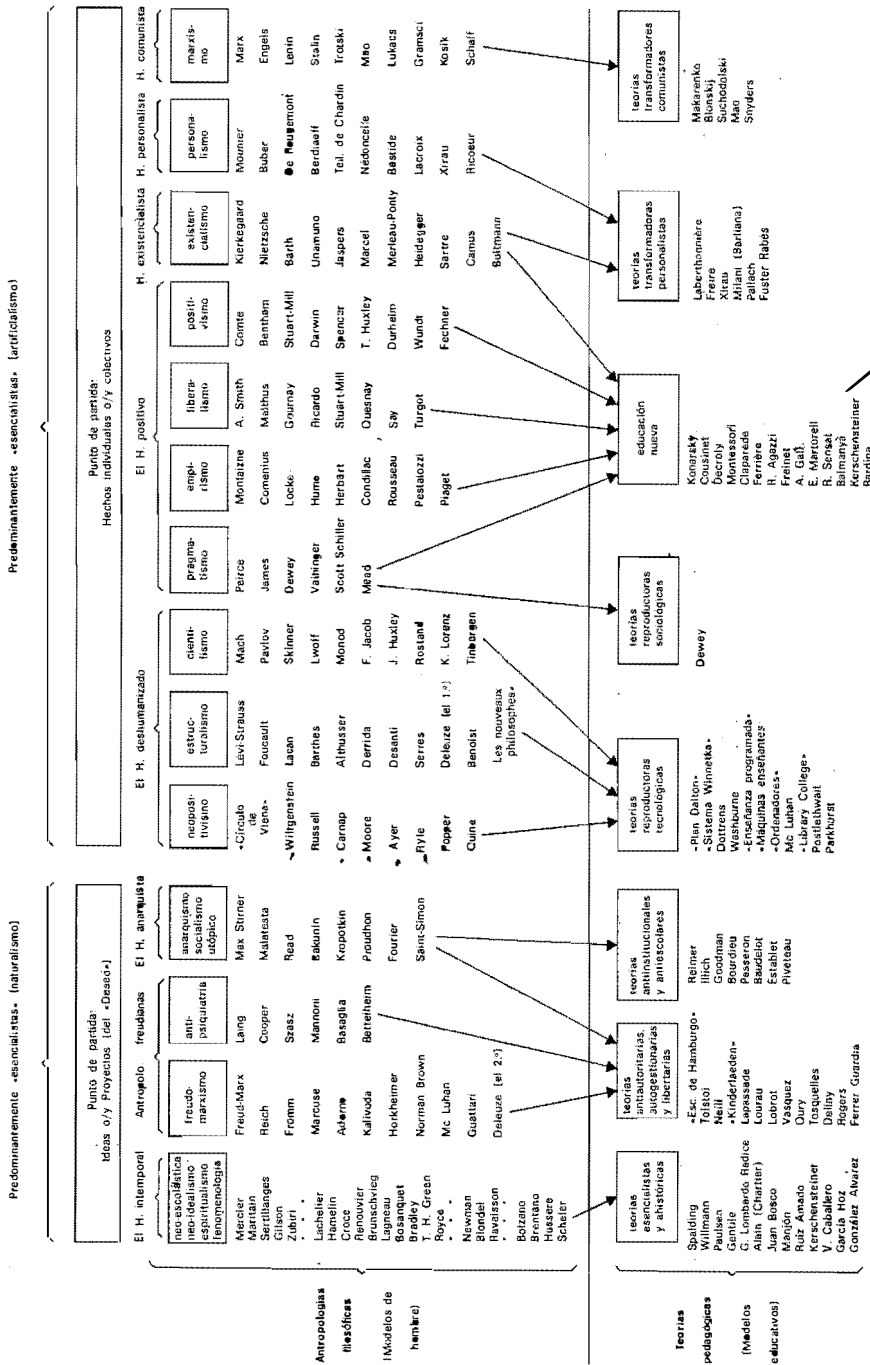 Predominantemente «esencialistas» (naturalismo)
Punto de partida:
Ideas o/y Proyectos (del «Deseo»)
El H. intemporal
neo-escolástica
neo-idealismo
espiritualismo
fenomenología
Mercier
Maritain
Sertillanges
Gilson
Zubiri
. . .
Lachelier
Hamelin
Croce
Renouvier
Brunschvieg
Lagneau
Bosanquet
Bradley
T. H. Green
Royce
. . .
Newman
Blondel
Ravaisson
. . .
Bolzano
Brentano
Hussere
Scheler
Antropolo.
freudo-
marxismo
Freud-Marx
Reich
Fromm
Marcuse
Adorno
Kalivoda
Horkheimer
Norman Brown
Mc Luhan
Guattari
Deleuze (el 2.º)
freudianas
anti-
psiquiatría
Laing
Cooper
Szasz
Mannoni
Basaglia
Betterheim
El H. anarquista
anarquismo
socialismo
utópico
Max Stirner
Malatesta
Read
Bakunin
Kropotkin
Proudhon
Fourier
Saint-Simon
Predominantemente «esencialistas» (artificialismo)
Punto de partida:
Hechos individuales o/y colectivos
El H. deshumanizado
neoposi-
tivismo
«Círculo
de
Viena»
Wittgenstein
Russell
Carnap
Moore
Ayer
Ryle
Popper
Quine
estruc-
turalismo
Lévi-Strauss
Foucault
Lacan
Barthes
Althusser
Derrida
Desanti
Serres
Deleuze (el 1.º)
Benoist
Les nouveaux
philosophes»
cienti-
fismo
Mach
Pavlov
Skinner
Lwoff
Monod
F. Jacob
J. Huxley
Rostand
K. Lorenz
Tinbergen
El H. positivo
pragma-
tismo
Peirce
James
Dewey
Vaihinger
Scott Schiller
Mead
empi-
rismo
Montaizne
Comenius
Locke
Hume
Herbart
Condillac
Rousseau
Pestalozzi
Piaget
libera-
lismo
A. Smith
Malthus
Gournay
Ricardo
Stuart-Mill
Quesnay
Say
Turgot
positi-
vismo
Comte
Bentham
Stuart-Mill
Darwin
Spencer
T. Huxley
Durheim
Wundt
Fechner
H. existencialista
existen-
cialismo
Kierkegaard
Nietzsche
Barth
Unamuno
Jaspers
Marcel
Merleau-Ponty
Heidegger
Sartre
Camus
Bultmann
H. personalista
persona-
lismo
Mounier
Buber
De Rougemont
Berdiaeff
Teil. de Chardin
Nédoncelle
Bastide
Lacroix
Xirau
Ricoeur
H. comunista
marxis-
mo
Marx
Engels
Lenin
Stalin
Trotski
Mao
Lukacs
Gramsci
Kosik
Schaff
Antropologías
filosóficas
(Modelos de
hombre)
Teorías
pedagógicas
(Modelos
educativos)
teorías
esencialistas
y ahistóricas
Spalding
Willmann
Paulsen
Gentile
G. Lombardo Radice
Alain (Chartier)
Juan Bosco
Manjón
Ruiz Amado
Kerschensteiner
V. Caballero
García Hoz
González Alvarez
teorías
antiautoritarias,
autogestionarias
y libertarias
«Esc. de Hamburgo»
Tolstoi
Neill
«Kinderlaeden»
Lapassade
Lourau
Lobrot
Vasquez
Oury
Tosquelles
Deligny
Rogers
Ferrer Guardia
teorías
antiinstitucionales
y antiescolares
Reimer
Illich
Goodman
Bourdieu
Passeron
Baudelot
Establet
Piveteau
teorías
reproductoras
tecnológicas
«Plan Dalton»
«Sistema Winnetka»
Dottrens
Washburne
«Enseñanza programada»
«Máquinas enseñantes
«Ordenadores»
Mc Luhan
«Library College»
Postlethwait
Parkhurst
teorías
reproductoras
sociológicas
Dewey
educación
nueva
Konarsky
Cousinet
Decroly
Montessori
Claparède
Ferrière
R. Agazzi
Freinet
A. Galí
E. Martorell
R. Sensat
Batmanyà
Kerschensteiner
Bardina
teorías
transformadoras
personalistas
Laberthonnière
Freire
Xirau
Milani (Barbiana)
Pallach
Fuster Rabés
teorías
transformadores
comunistas
Makarenko
Blonskij
Suchodolski
Mao
Snyders